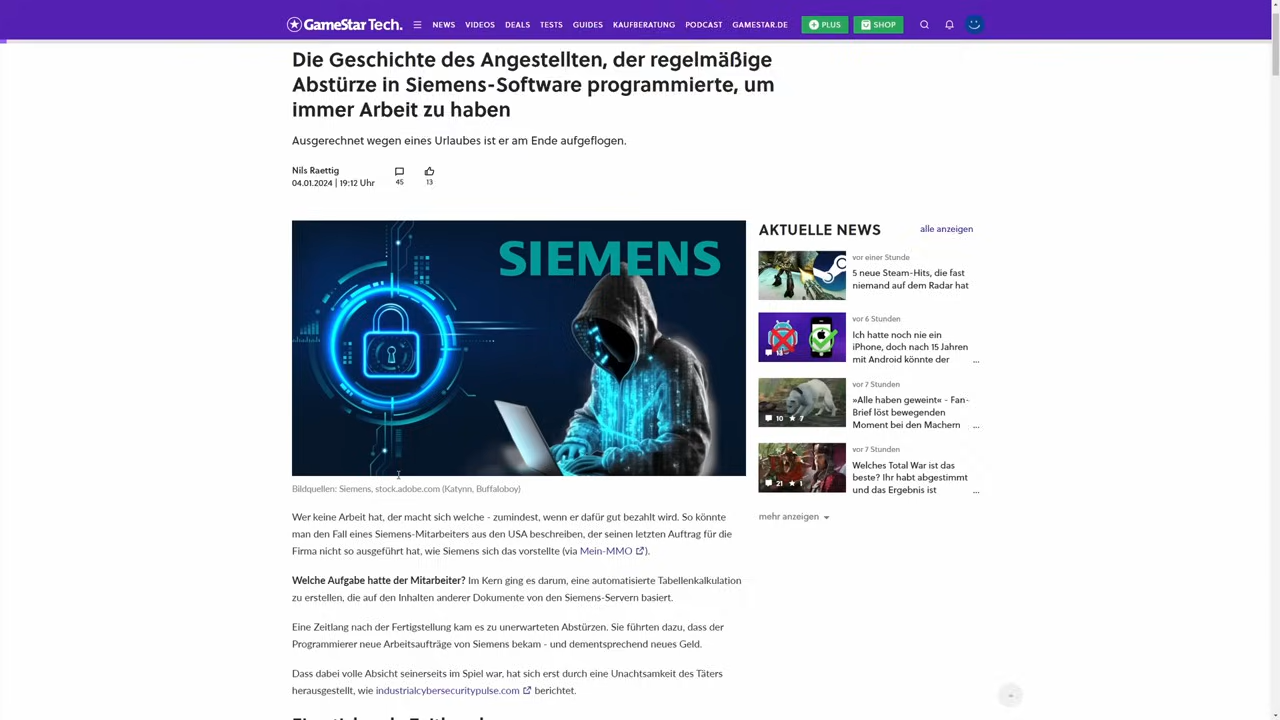 GameStar Tech.
NEWS VIDEOS DEALS TESTS GUIDES KAUFBERATUNG PODCAST GAMESTAR.DE PLUS SHOP
Die Geschichte des Angestellten, der regelmäßige
Abstürze in Siemens-Software programmierte, um
immer Arbeit zu haben
Ausgerechnet wegen eines Urlaubes ist er am Ende aufgeflogen.
Nils Raettig
04.01.2024 | 19:12 Uhr
45 13
SIEMENS
Bildquellen: Siemens, stock.adobe.com (Katynn, Buffaloboy)
Wer keine Arbeit hat, der macht sich welche - zumindest, wenn er dafür gut bezahlt wird. So könnte
man den Fall eines Siemens-Mitarbeiters aus den USA beschreiben, der seinen letzten Auftrag für die
Firma nicht so ausgeführt hat, wie Siemens sich das vorstellte (via Mein-MMO).
Welche Aufgabe hatte der Mitarbeiter? Im Kern ging es darum, eine automatisierte Tabellenkalkulation
zu erstellen, die auf den Inhalten anderer Dokumente von den Siemens-Servern basiert.
Eine Zeitlang nach der Fertigstellung kam es zu unerwarteten Abstürzen. Sie führten dazu, dass der
Programmierer neue Arbeitsaufträge von Siemens bekam - und dementsprechend neues Geld.
Dass dabei volle Absicht seinerseits im Spiel war, hat sich erst durch eine Unachtsamkeit des Täters
herausgestellt, wie industrialcybersecuritypulse.com berichtet.
AKTUELLE NEWS alle anzeigen
vor einer Stunde
5 neue Steam-Hits, die fast
niemand auf dem Radar hat
vor 6 Stunden
Ich hatte noch nie ein
iPhone, doch nach 15 Jahren
mit Android könnte der ...
vor 7 Stunden
»Alle haben geweint« - Fan-
Brief löst bewegenden
Moment bei den Machern ...
10 7
vor 7 Stunden
Welches Total War ist das
beste? Ihr habt abgestimmt
und das Ergebnis ist ...
21 1
mehr anzeigen